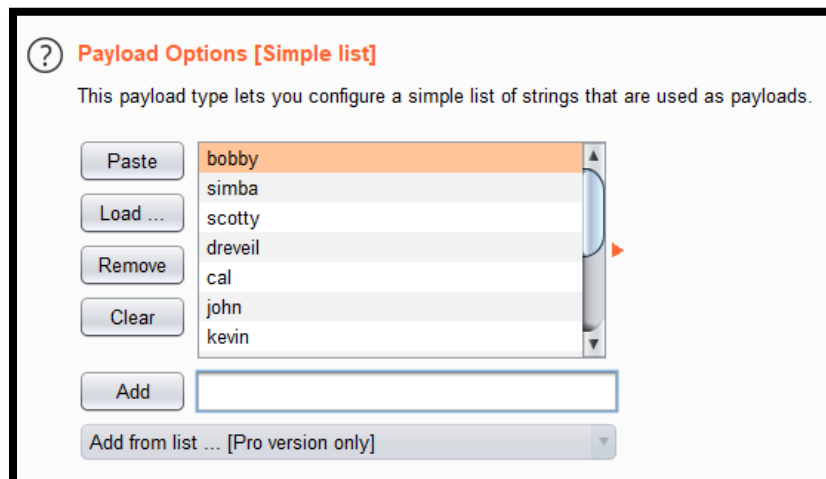 ? Payload Options [Simple list]
This payload type lets you configure a simple list of strings that are used as payloads.
Paste
Load ...
Remove
Clear
bobby
simba
scotty
dreveil
cal
john
kevin
Add
Add from list ... [Pro version only]